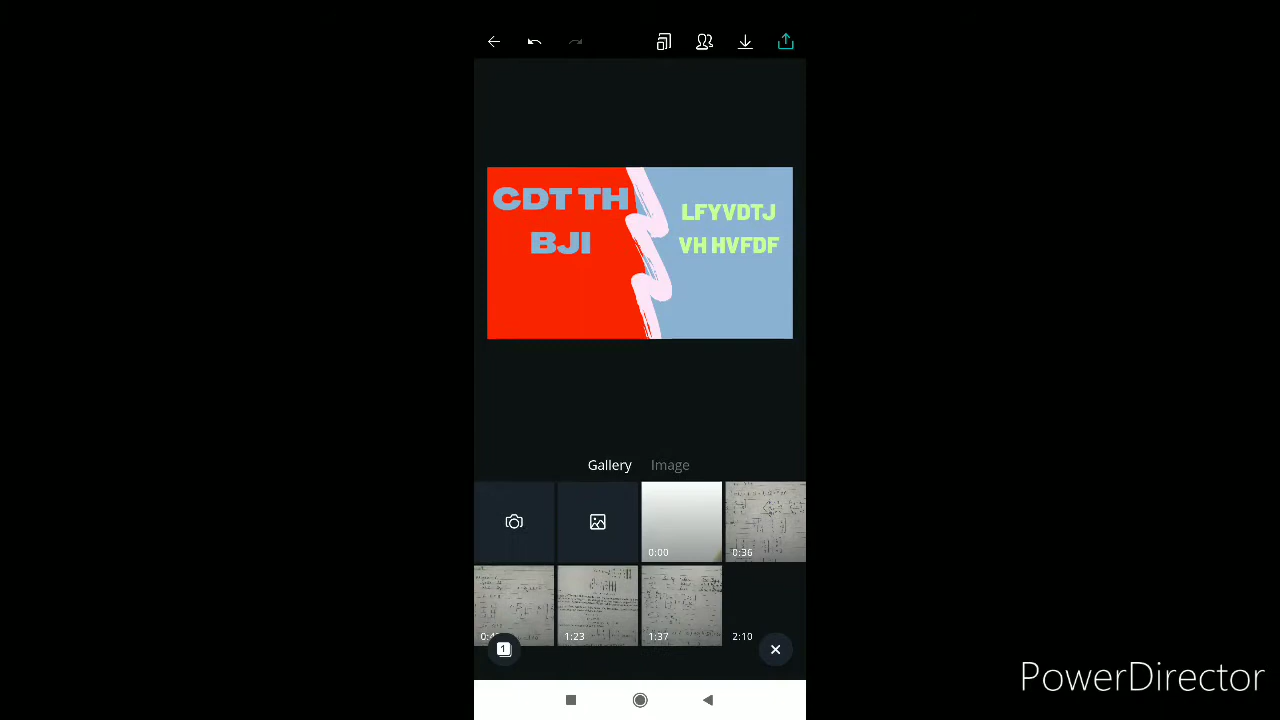 CDT TH
BJI
LFYVDTJ
VH HVFDF
Gallery Image
0:00
0:36
1:23
1:37
2:10
1
PowerDirector